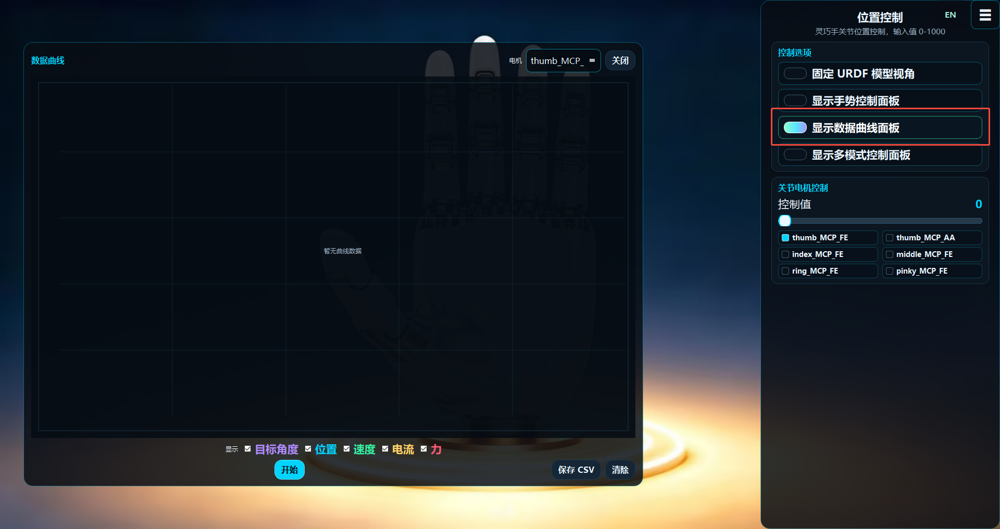 数据曲线
电机 thumb_MCP_ 关闭
暂无曲线数据
显示 目标角度 位置 速度 电流 力
开始
保存 CSV 清除
位置控制 EN
灵巧手关节位置控制，输入值 0-1000
控制选项
固定 URDF 模型视角
显示手势控制面板
显示数据曲线面板
显示多模式控制面板
关节电机控制
控制值 0
thumb_MCP_FE thumb_MCP_AA
index_MCP_FE middle_MCP_FE
ring_MCP_FE pinky_MCP_FE